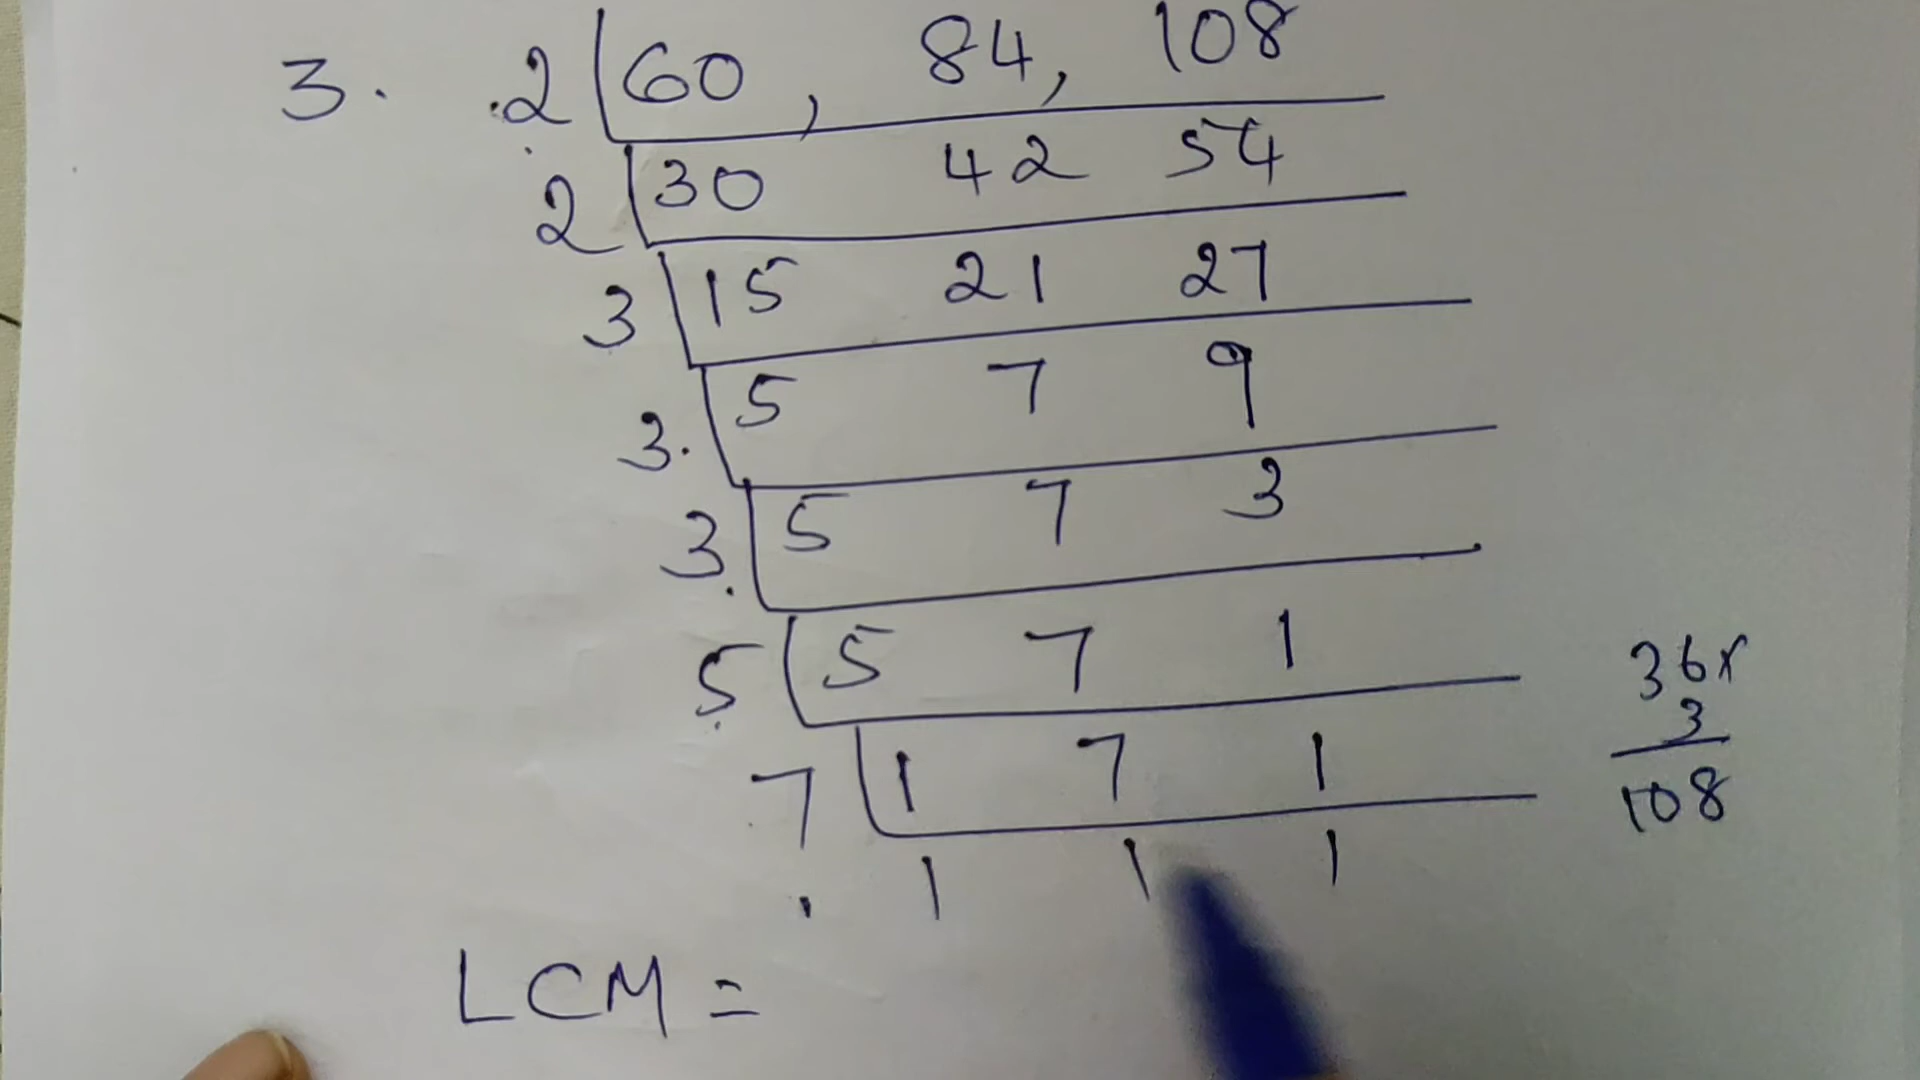 3. 2 60, 84, 108
2 30 42 54
3 15 21 27
3. 5 7 9
3. 5 7 3
5 5 7 1
7 1 7 1
1 1 1
LCM =
36x
3
108